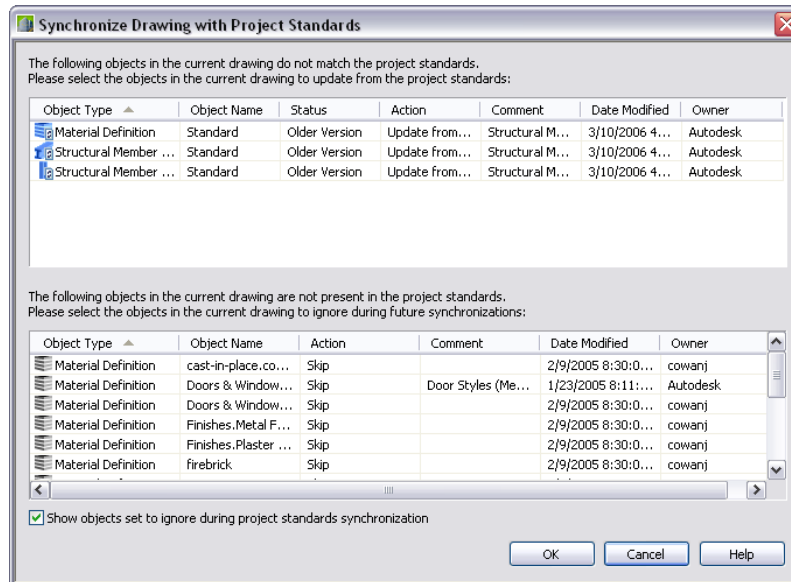 Synchronize Drawing with Project Standards
The following objects in the current drawing do not match the project standards.
Please select the objects in the current drawing to update from the project standards:
Object Type Object Name Status Action Comment Date Modified Owner
Material Definition Standard Older Version Update from... Structural M... 3/10/2006 4... Autodesk
Structural Member ... Standard Older Version Update from... Structural M... 3/10/2006 4... Autodesk
Structural Member ... Standard Older Version Update from... Structural M... 3/10/2006 4... Autodesk
The following objects in the current drawing are not present in the project standards.
Please select the objects in the current drawing to ignore during future synchronizations:
Object Type Object Name Action Comment Date Modified Owner
Material Definition cast-in-place.co... Skip 2/9/2005 8:30:0... cowanj
Material Definition Doors & Window... Skip Door Styles (Me... 1/23/2005 8:11:... Autodesk
Material Definition Doors & Window... Skip 2/9/2005 8:30:0... cowanj
Material Definition Finishes.Metal F... Skip 2/9/2005 8:30:0... cowanj
Material Definition Finishes.Plaster ... Skip 2/9/2005 8:30:0... cowanj
Material Definition firebrick Skip 2/9/2005 8:30:0... cowanj
Show objects set to ignore during project standards synchronization
OK Cancel Help